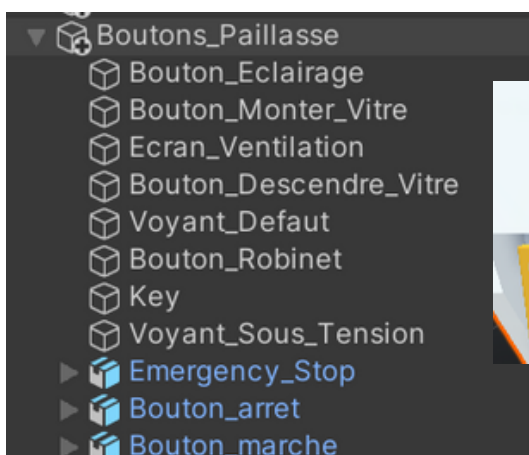 Boutons_Paillasse
Bouton_Eclairage
Bouton_Monter_Vitre
Ecran_Ventilation
Bouton_Descendre_Vitre
Voyant_Defaut
Bouton_Robinet
Key
Voyant_Sous_Tension
Emergency_Stop
Bouton_arret
Bouton_marche